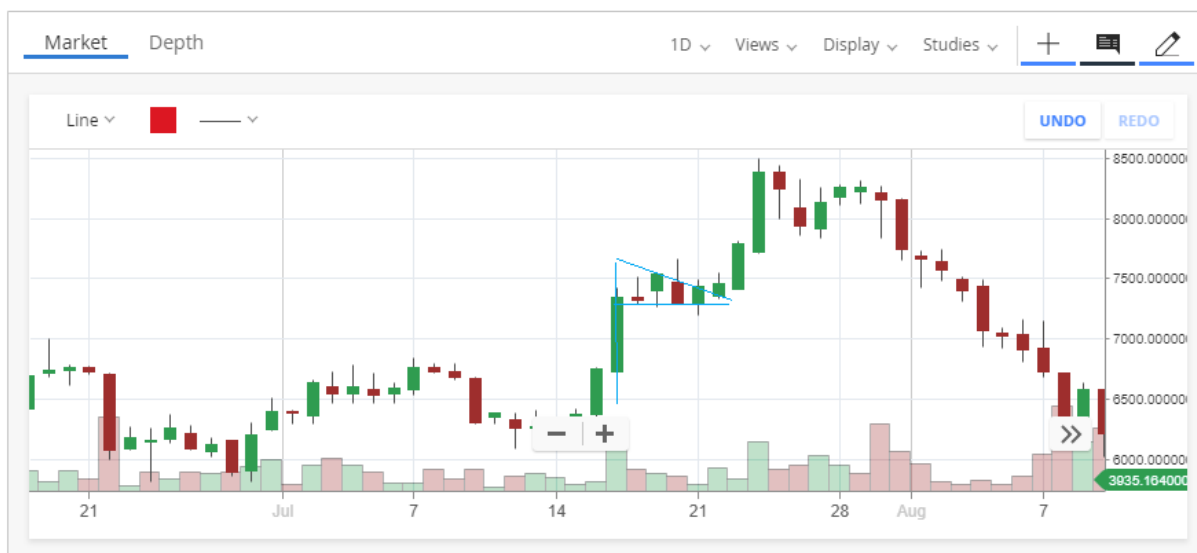 Market Depth 1D Views Display Studies
Line UNDO REDO
8500.000000
8000.000000
7500.000000
7000.000000
6500.000000
6000.000000
3935.164000
21 Jul 7 14 21 28 Aug 7